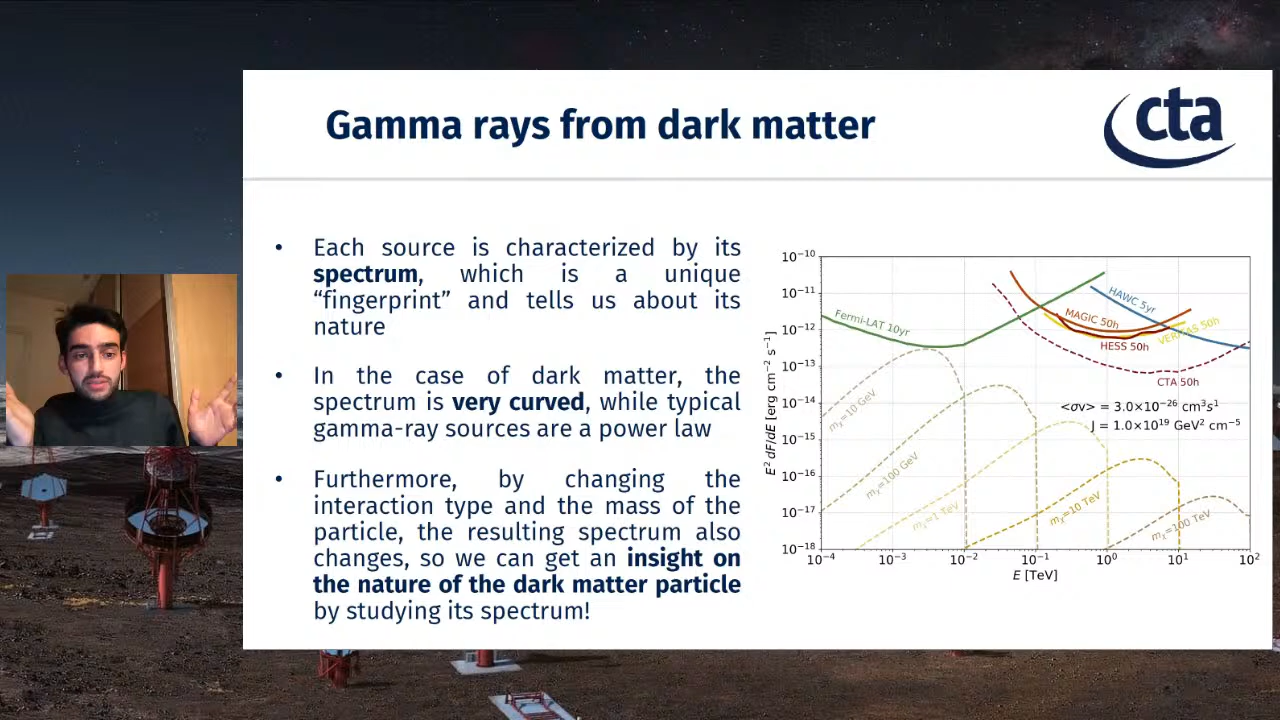 Gamma rays from dark matter
cta
• Each source is characterized by its
spectrum, which is a unique
“fingerprint” and tells us about its
nature
• In the case of dark matter, the
spectrum is very curved, while typical
gamma-ray sources are a power law
• Furthermore, by changing the
interaction type and the mass of the
particle, the resulting spectrum also
changes, so we can get an insight on
the nature of the dark matter particle
by studying its spectrum!
10⁻¹⁰
10⁻¹¹
10⁻¹²
10⁻¹³
10⁻¹⁴
10⁻¹⁵
10⁻¹⁶
10⁻¹⁷
10⁻¹⁸
E² dF/dE [erg cm⁻² s⁻¹]
Fermi-LAT 10yr
MAGIC 50h
HAWC 5yr
VERITAS 50h
HESS 50h
CTA 50h
<σv> = 3.0×10⁻²⁶ cm³s¹
J = 1.0×10¹⁹ GeV² cm⁻⁵
mᵪ=10 GeV
mᵪ=100 GeV
mᵪ=1 TeV
mᵪ=10 TeV
mᵪ=100 TeV
10⁻⁴ 10⁻³ 10⁻² 10⁻¹ 10⁰ 10¹ 10²
E [TeV]